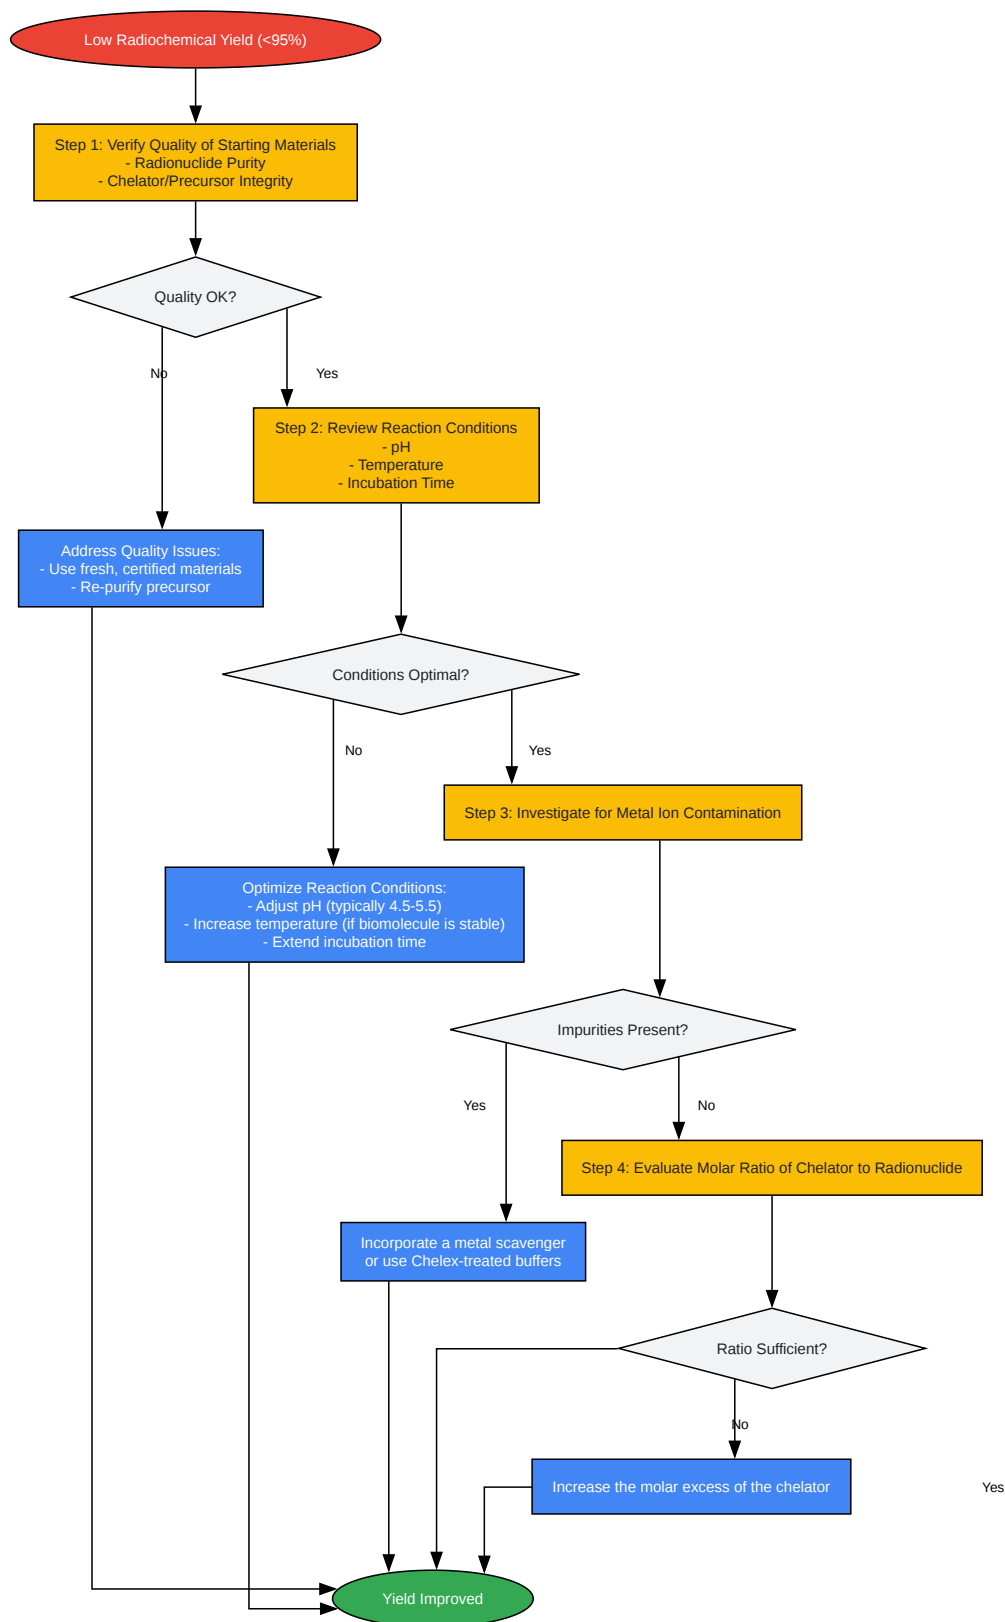 Low Radiochemical Yield (<95%)
Step 1: Verify Quality of Starting Materials
- Radionuclide Purity
- Chelator/Precursor Integrity
Quality OK?
No
Yes
Step 2: Review Reaction Conditions
- pH
- Temperature
- Incubation Time
Address Quality Issues:
- Use fresh, certified materials
- Re-purify precursor
Conditions Optimal?
No
Yes
Step 3: Investigate for Metal Ion Contamination
Optimize Reaction Conditions:
- Adjust pH (typically 4.5-5.5)
- Increase temperature (if biomolecule is stable)
- Extend incubation time
Impurities Present?
Yes
No
Step 4: Evaluate Molar Ratio of Chelator to Radionuclide
Incorporate a metal scavenger
or use Chelex-treated buffers
Ratio Sufficient?
No
Increase the molar excess of the chelator
Yes
Yield Improved